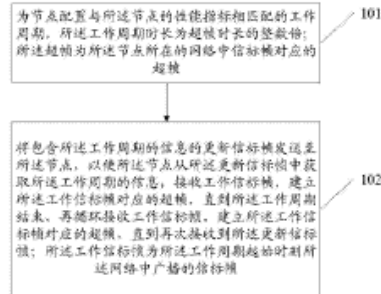 为节点配置与所述节点的性能指标相匹配的工作
周期，所述工作周期时长为超帧时长的整数倍；
所述超帧为所述节点所在的网络中信标帧对应的
超帧
101
将包含所述工作周期的信息的更新信标帧发送至
所述节点，以使所述节点从所述更新信标帧中获
取所述工作周期的信息，接收工作信标帧，建立
所述工作信标帧对应的超帧，直到所述工作周期
结束、再循环接收工作信标帧，建立所述工作信
标帧对应的超帧，直到再次接收到所述更新信标
帧；所述工作信标帧为所述工作周期起始时刻所
述网络中广播的信标帧
102